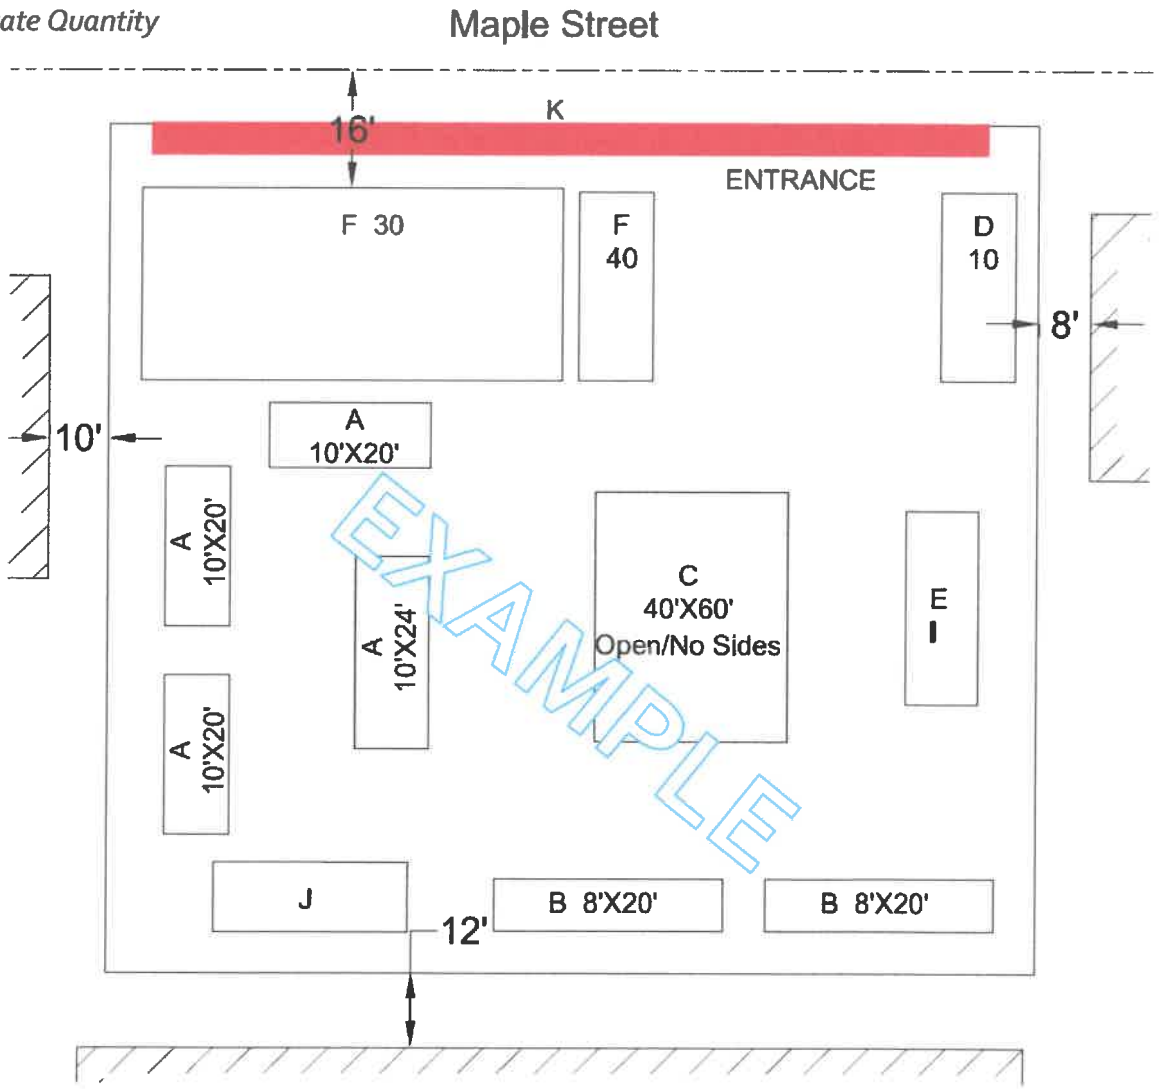 ate Quantity
Maple Street
K
16'
ENTRANCE
F 30
F
40
D
10
8'
10'
A
10'X20'
A
10'X20'
A
10'X24'
C
40'X60'
Open/No Sides
E
I
A
10'X20'
J
B 8'X20'
B 8'X20'
12'
EXAMPLE